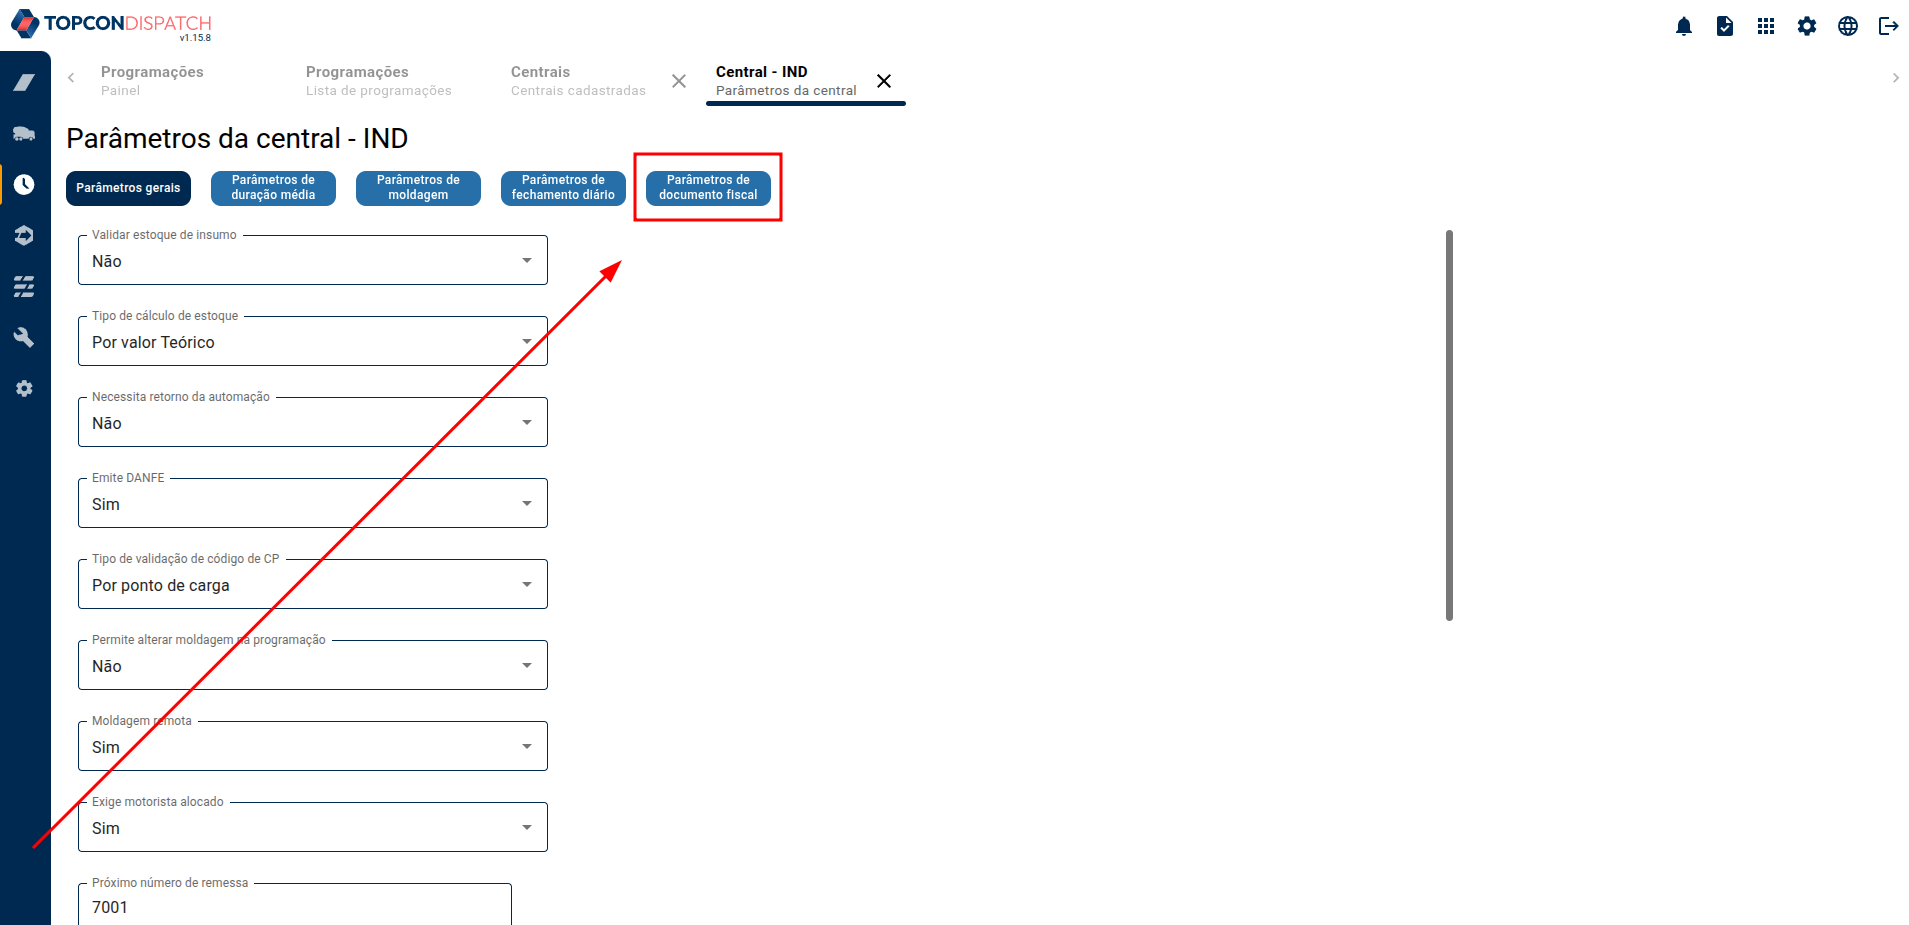 TOPCONDISPATCH
v1.15.8
Programações
Painel
Programações
Lista de programações
Centrais
Centrais cadastradas
Central - IND
Parâmetros da central
Parâmetros da central - IND
Parâmetros gerais
Parâmetros de
duração média
Parâmetros de
moldagem
Parâmetros de
fechamento diário
Parâmetros de
documento fiscal
Validar estoque de insumo
Não
Tipo de cálculo de estoque
Por valor Teórico
Necessita retorno da automação
Não
Emite DANFE
Sim
Tipo de validação de código de CP
Por ponto de carga
Permite alterar moldagem na programação
Não
Moldagem remota
Sim
Exige motorista alocado
Sim
Próximo número de remessa
7001